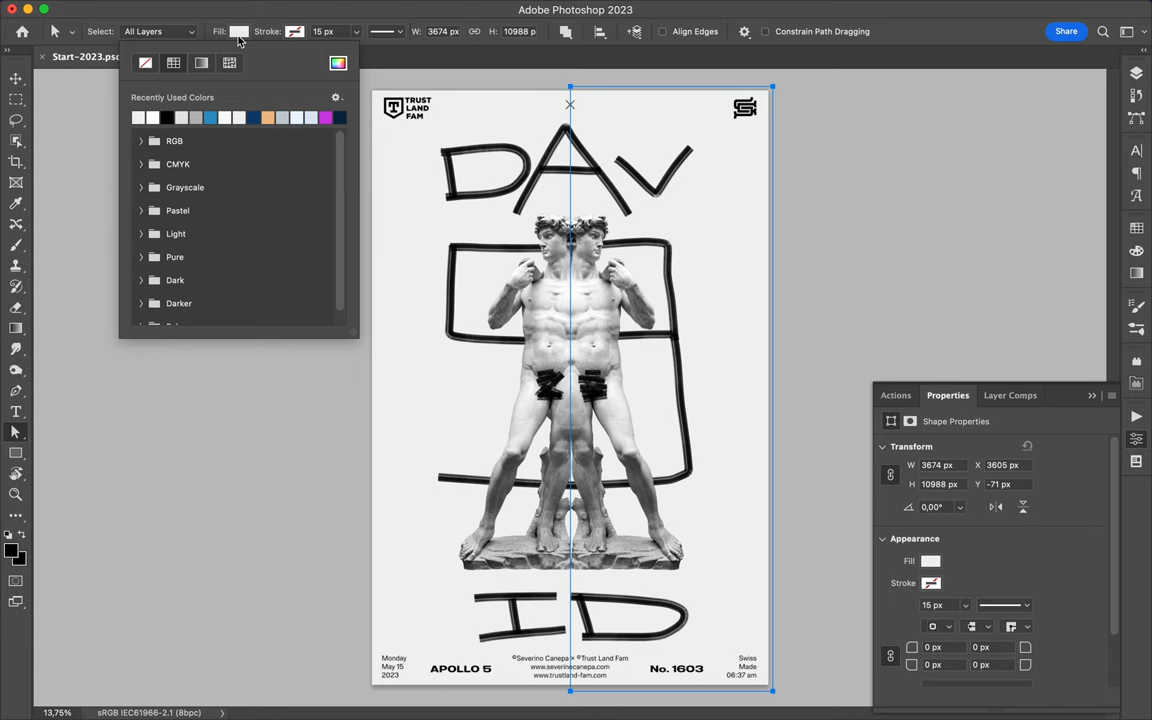 Adobe Photoshop 2023
Select: All Layers Fill: Stroke: 15 px W: 3674 px H: 10988 p Align Edges Constrain Path Dragging Share
Start-2023.psd
Recently Used Colors
RGB
CMYK
Grayscale
Pastel
Light
Pure
Dark
Darker
TRUST
LAND
FAM
DAV
ID
Monday
May 15
2023
APOLLO 5
©Severino Canepa × ©Trust Land Fam
www.severinecanepa.com
www.trustland-fam.com
No. 1603
Swiss
Made
06:37 am
Actions Properties Layer Comps
Shape Properties
Transform
W 3674 px X 3605 px
H 10988 px Y -71 px
0,00°
Appearance
Fill
Stroke
15 px
0 px 0 px
0 px 0 px
13,75% sRGB IEC61966-2.1 (8bpc)